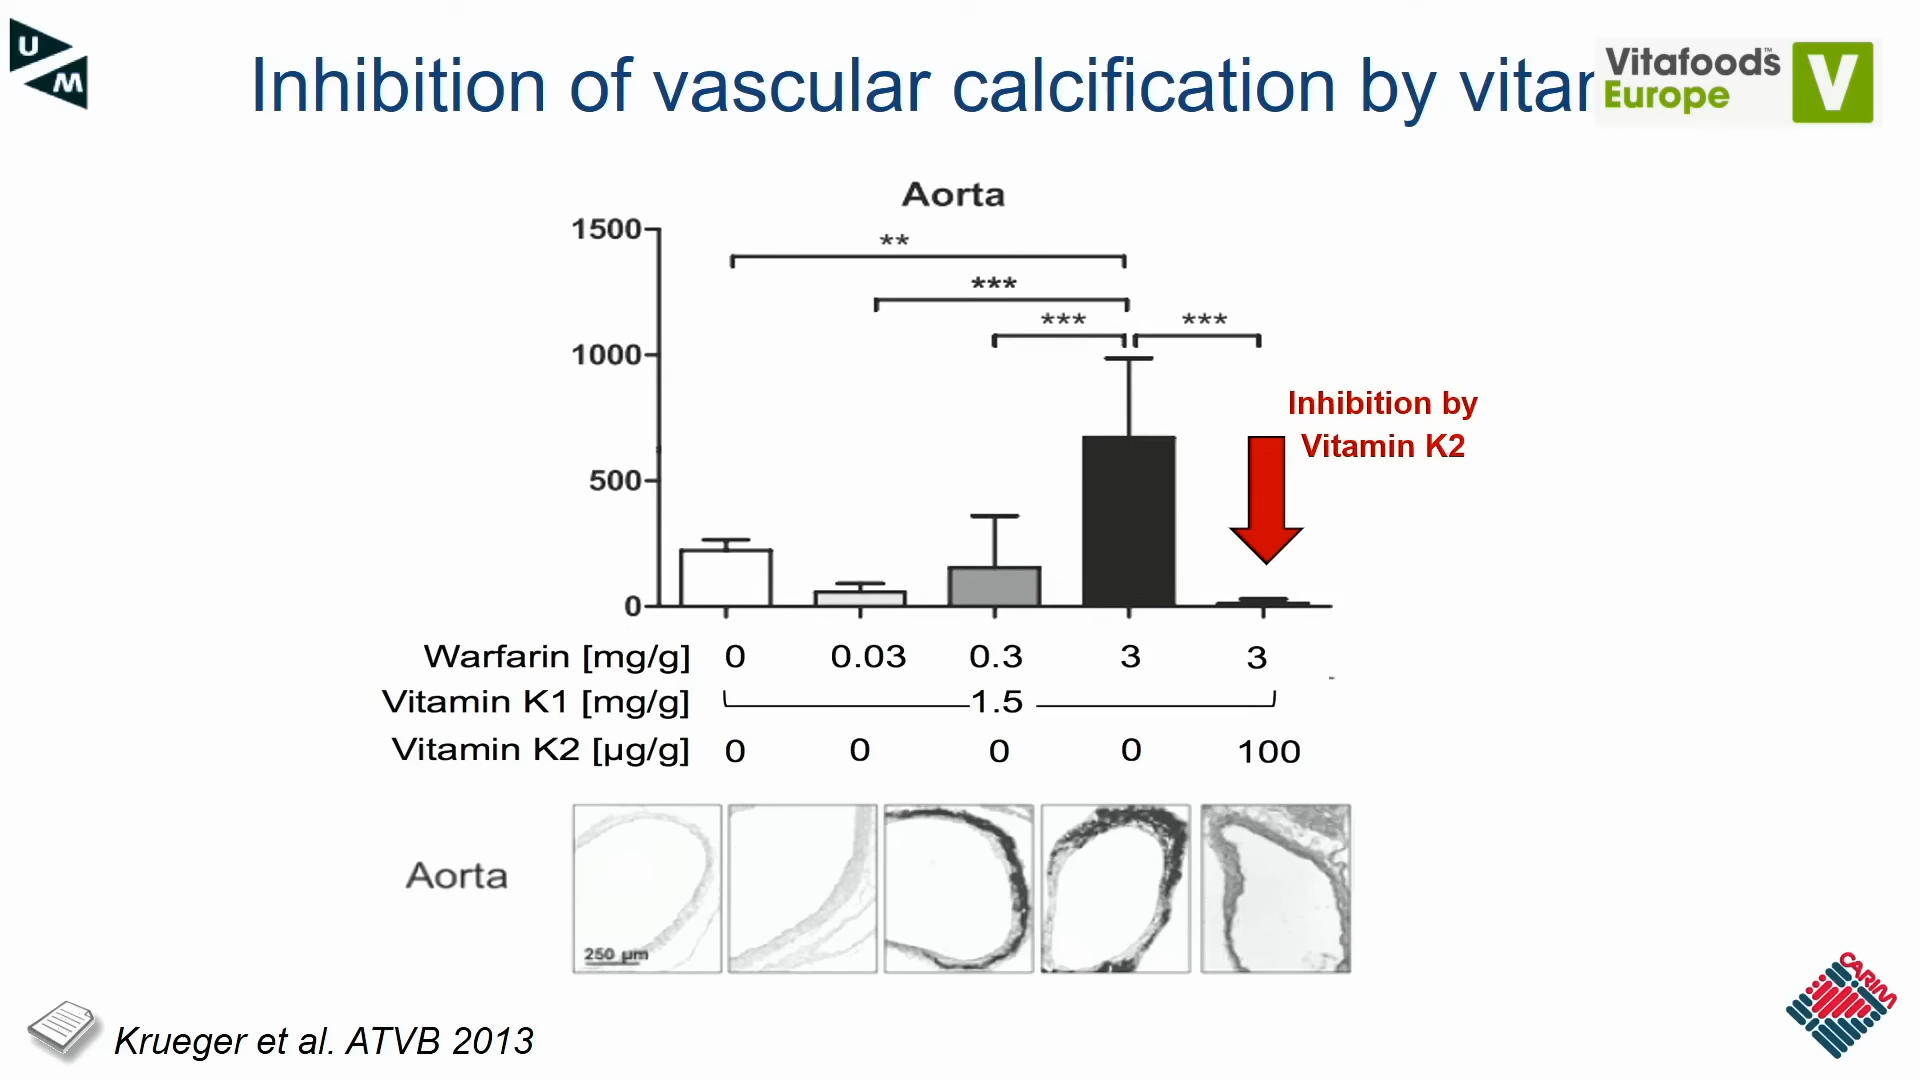 U
M
Inhibition of vascular calcification by vitam
Vitafoods™
Europe
V
Aorta
1500
1000
500
0
**
***
*** ***
Inhibition by
Vitamin K2
Warfarin [mg/g] 0 0.03 0.3 3 3
Vitamin K1 [mg/g] 1.5
Vitamin K2 [µg/g] 0 0 0 0 100
Aorta
250 µm
Krueger et al. ATVB 2013
CARIM